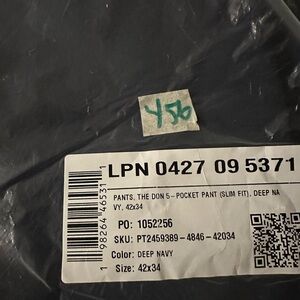 456
LPN 0427 09 5371
PANTS, THE DON 5-POCKET PANT (SLIM FIT), DEEP NA
VY, 42x34
PO: 1052256
SKU: PT2459389-4846-42034
Color: DEEP NAVY
Size: 42x34
1 98264 46531 1